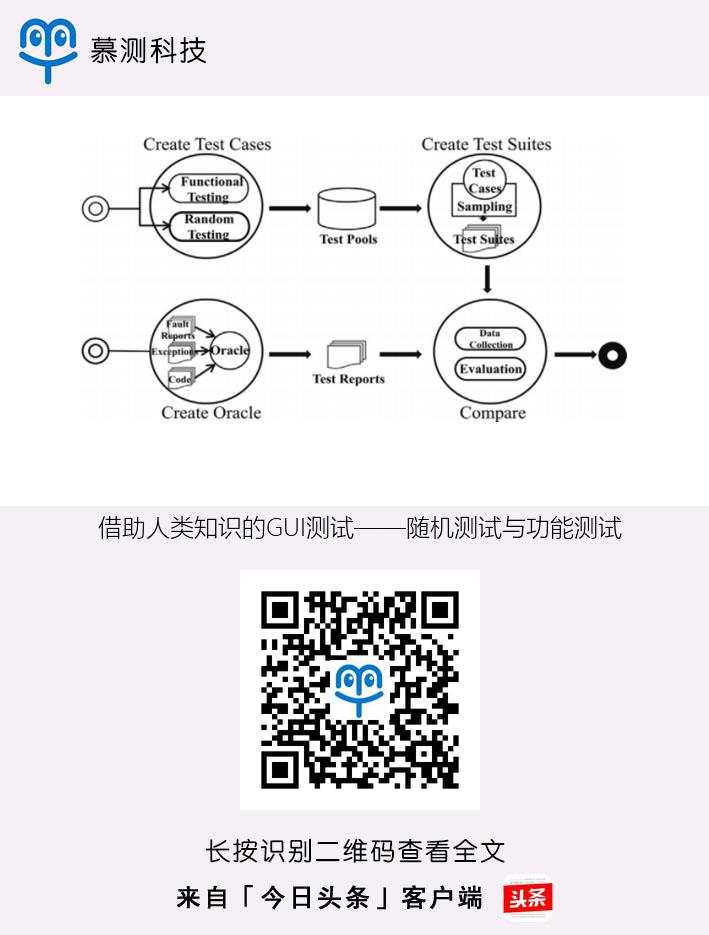 慕测科技
Create Test Cases
Functional
Testing
Random
Testing
Test Pools
Create Test Suites
Test
Cases
Sampling
Test Suites
Fault
Reports
Exceptions
Code
Oracle
Create Oracle
Test Reports
Data
Collection
Evaluation
Compare
借助人类知识的GUI测试——随机测试与功能测试
长按识别二维码查看全文
来自「今日头条」客户端
头条